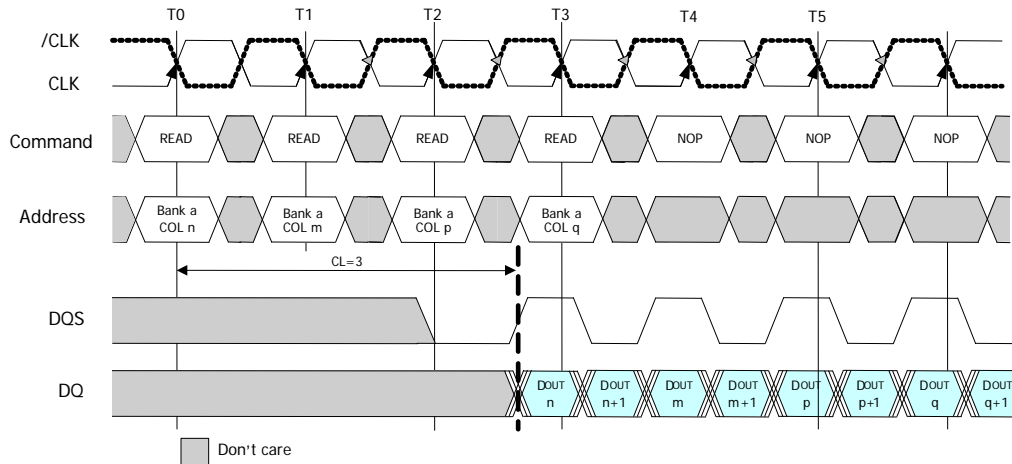 T0 T1 T2 T3 T4 T5
/CLK
CLK
Command READ READ READ READ NOP NOP NOP
Address Bank a COL n Bank a COL m Bank a COL p Bank a COL q
CL=3
DQS
DQ DOUT n DOUT n+1 DOUT m DOUT m+1 DOUT p DOUT p+1 DOUT q DOUT q+1
Don't care